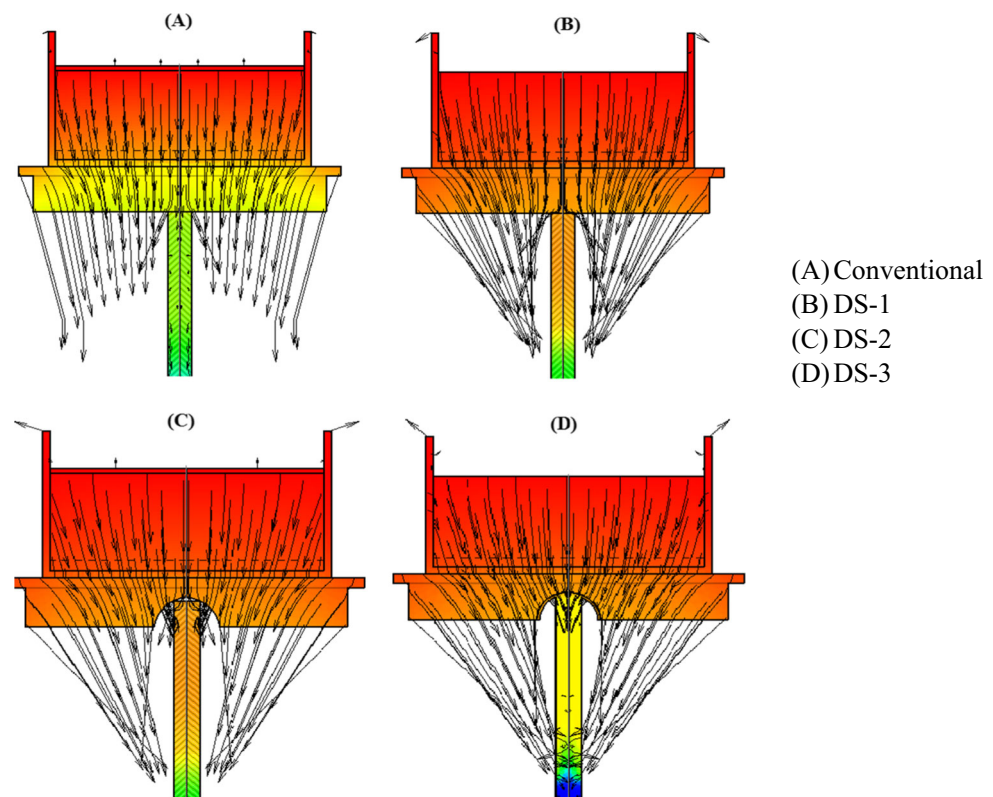 (A)
(B)
(A) Conventional
(B) DS-1
(C) DS-2
(D) DS-3
(C)
(D)